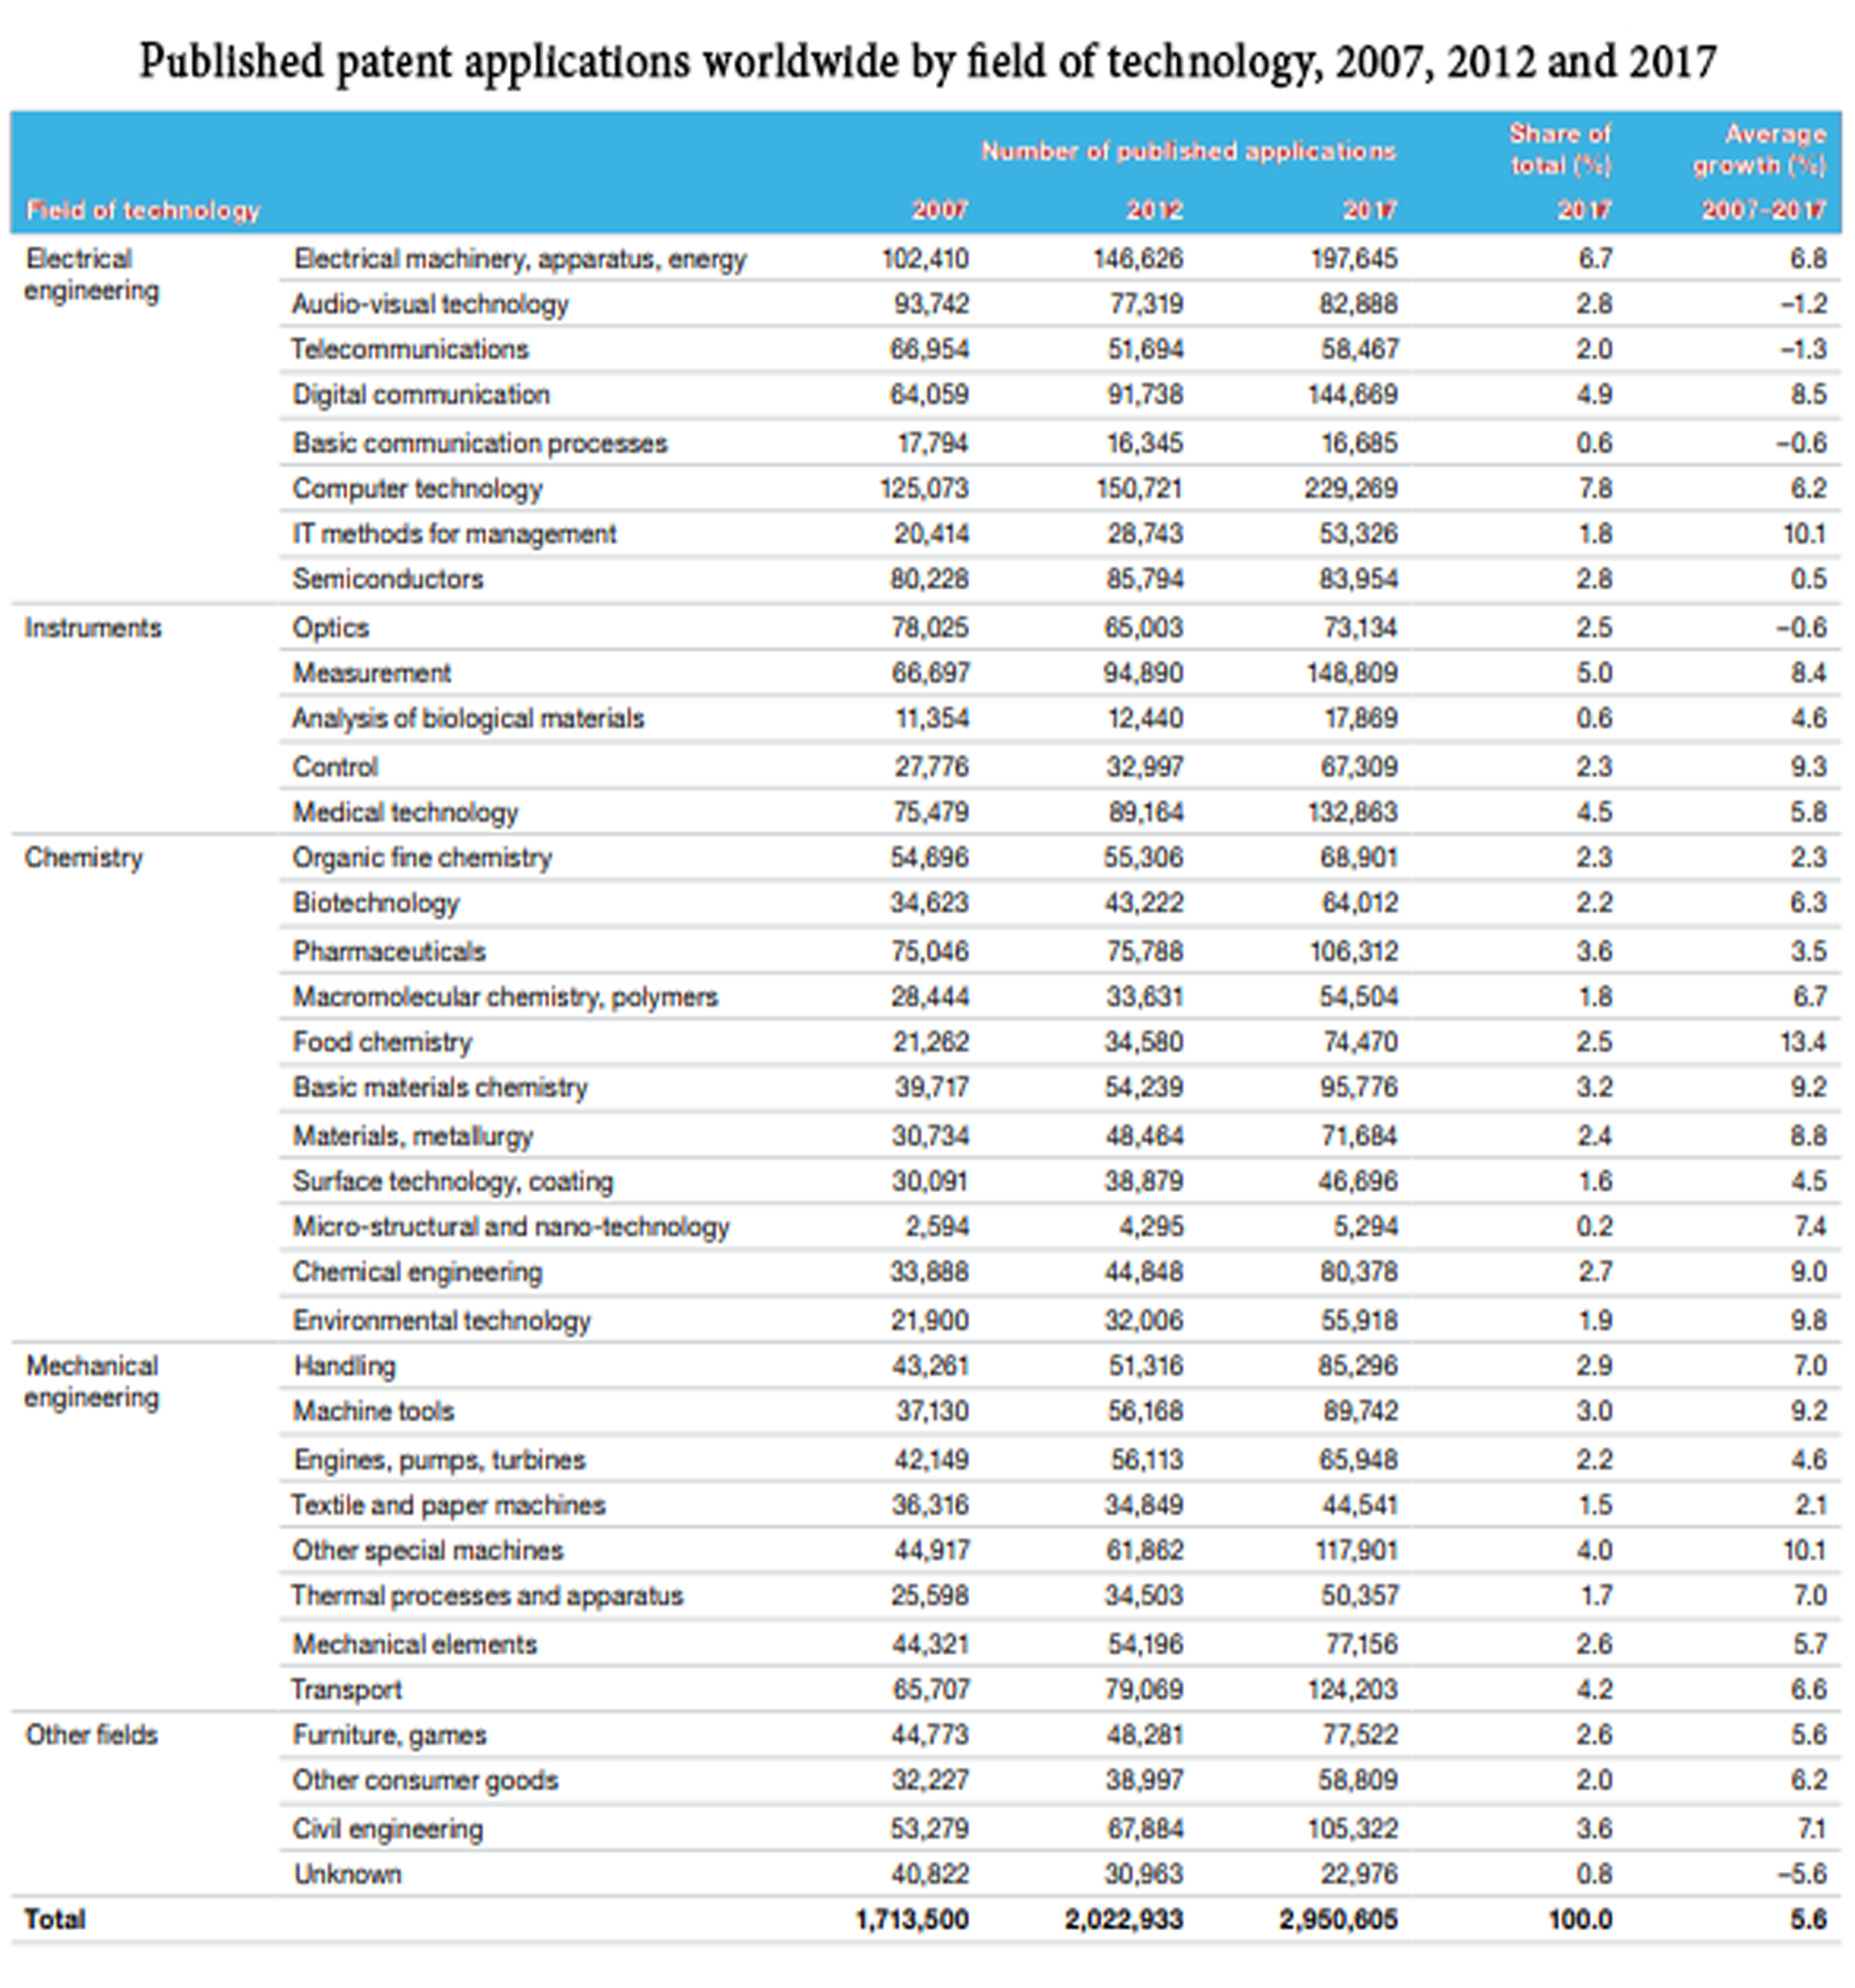 Published patent applications worldwide by field of technology, 2007, 2012 and 2017
Number of published applications Share of total (%) Average growth (%)
Field of technology 2007 2012 2017 2017 2007–2017
Electrical engineering Electrical machinery, apparatus, energy 102,410 146,626 197,645 6.7 6.8
Audio-visual technology 93,742 77,319 82,888 2.8 –1.2
Telecommunications 66,954 51,694 58,467 2.0 –1.3
Digital communication 64,059 91,738 144,669 4.9 8.5
Basic communication processes 17,794 16,345 16,685 0.6 –0.6
Computer technology 125,073 150,721 229,269 7.8 6.2
IT methods for management 20,414 28,743 53,326 1.8 10.1
Semiconductors 80,228 85,794 83,954 2.8 0.5
Instruments Optics 78,025 65,003 73,134 2.5 –0.6
Measurement 66,697 94,890 148,809 5.0 8.4
Analysis of biological materials 11,354 12,440 17,869 0.6 4.6
Control 27,776 32,997 67,309 2.3 9.3
Medical technology 75,479 89,164 132,863 4.5 5.8
Chemistry Organic fine chemistry 54,696 55,306 68,901 2.3 2.3
Biotechnology 34,623 43,222 64,012 2.2 6.3
Pharmaceuticals 75,046 75,788 106,312 3.6 3.5
Macromolecular chemistry, polymers 28,444 33,631 54,504 1.8 6.7
Food chemistry 21,262 34,580 74,470 2.5 13.4
Basic materials chemistry 39,717 54,239 95,776 3.2 9.2
Materials, metallurgy 30,734 48,464 71,684 2.4 8.8
Surface technology, coating 30,091 38,879 46,696 1.6 4.5
Micro-structural and nano-technology 2,594 4,295 5,294 0.2 7.4
Chemical engineering 33,888 44,848 80,378 2.7 9.0
Environmental technology 21,900 32,006 55,918 1.9 9.8
Mechanical engineering Handling 43,261 51,316 85,296 2.9 7.0
Machine tools 37,130 56,168 89,742 3.0 9.2
Engines, pumps, turbines 42,149 56,113 65,948 2.2 4.6
Textile and paper machines 36,316 34,849 44,541 1.5 2.1
Other special machines 44,917 61,862 117,901 4.0 10.1
Thermal processes and apparatus 25,598 34,503 50,357 1.7 7.0
Mechanical elements 44,321 54,196 77,156 2.6 5.7
Transport 65,707 79,069 124,203 4.2 6.6
Other fields Furniture, games 44,773 48,281 77,522 2.6 5.6
Other consumer goods 32,227 38,997 58,809 2.0 6.2
Civil engineering 53,279 67,884 105,322 3.6 7.1
Unknown 40,822 30,963 22,976 0.8 –5.6
Total 1,713,500 2,022,933 2,950,605 100.0 5.6